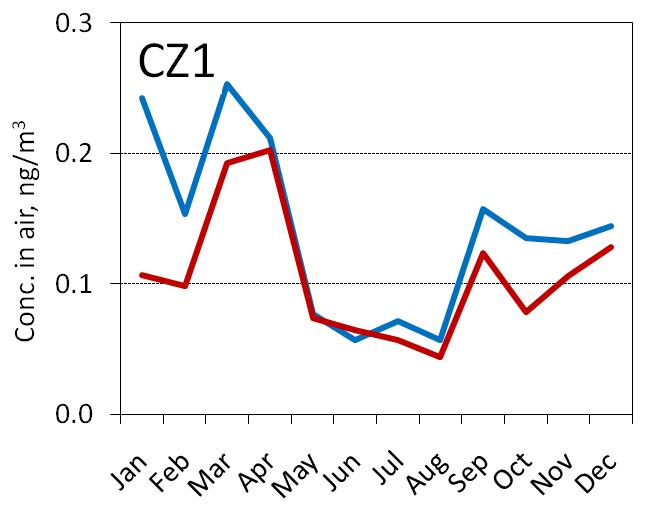 0.3
CZ1
0.2
0.1
0.0
Conc. in air, ng/m³
Jan Feb Mar Apr May Jun Jul Aug Sep Oct Nov Dec